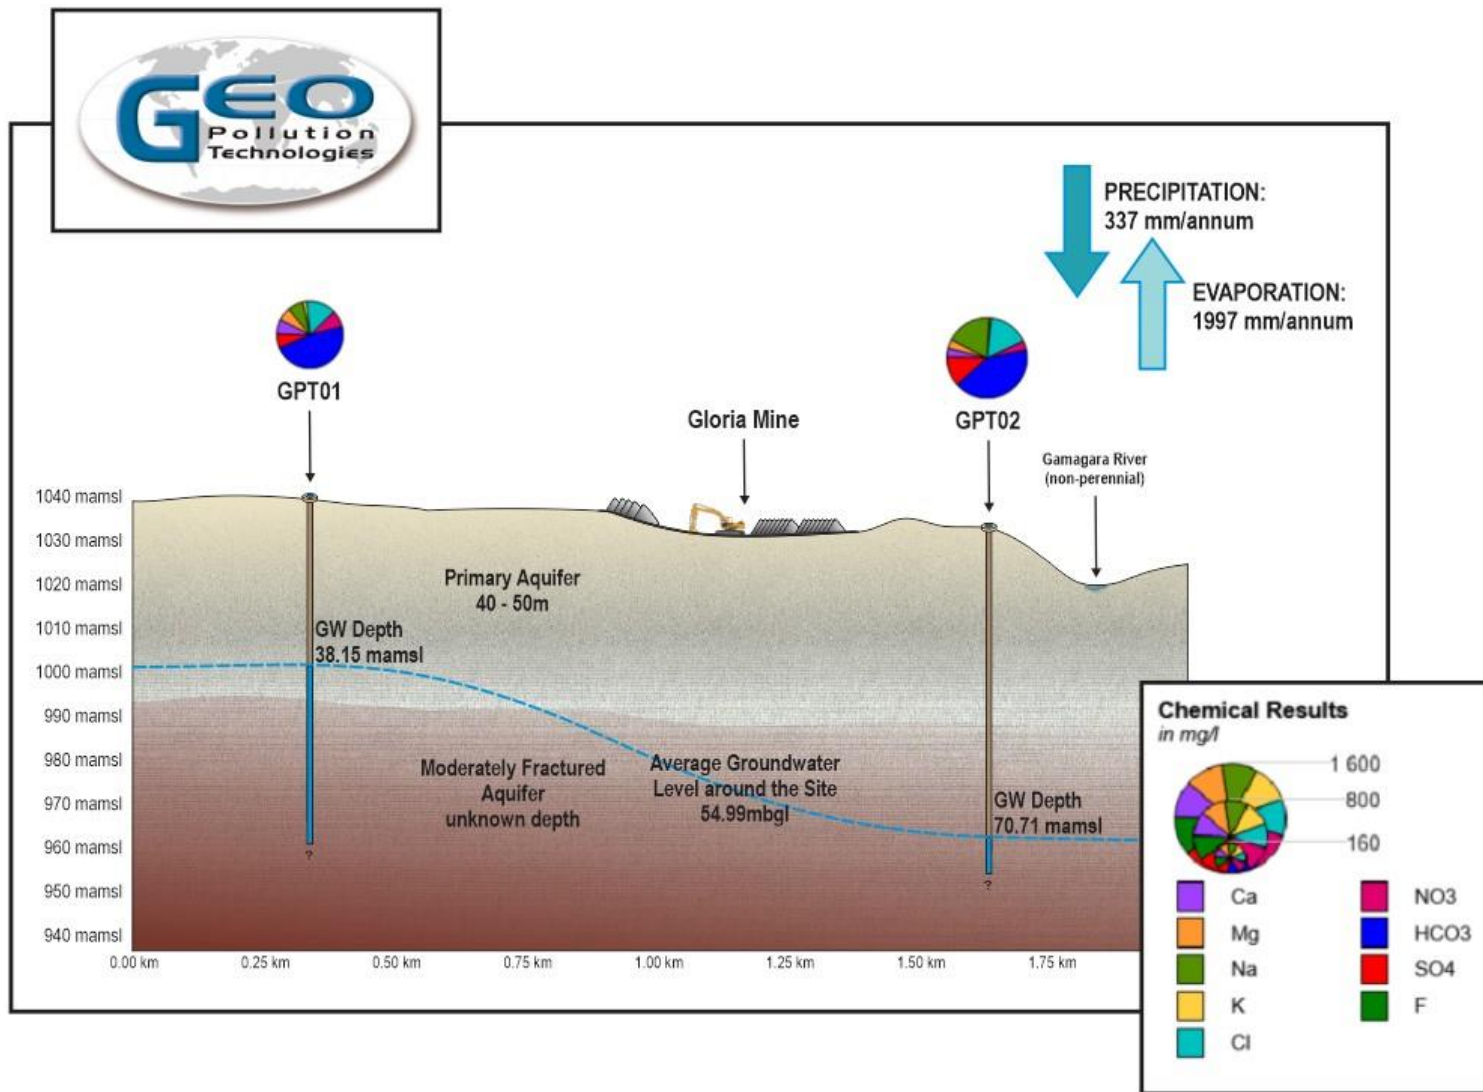 GEO
Pollution
Technologies
PRECIPITATION:
337 mm/annum
EVAPORATION:
1997 mm/annum
GPT01
Gloria Mine
GPT02
Gamagara River
(non-perennial)
1040 mamsl
1030 mamsl
1020 mamsl
1010 mamsl
1000 mamsl
990 mamsl
980 mamsl
970 mamsl
960 mamsl
950 mamsl
940 mamsl
Primary Aquifer
40 - 50m
GW Depth
38.15 mamsl
Moderately Fractured
Aquifer
unknown depth
Average Groundwater
Level around the Site
54.99mbgl
GW Depth
70.71 mamsl
?
?
0.00 km
0.25 km
0.50 km
0.75 km
1.00 km
1.25 km
1.50 km
1.75 km
Chemical Results
in mg/l
1 600
800
160
Ca
Mg
Na
K
Cl
NO3
HCO3
SO4
F